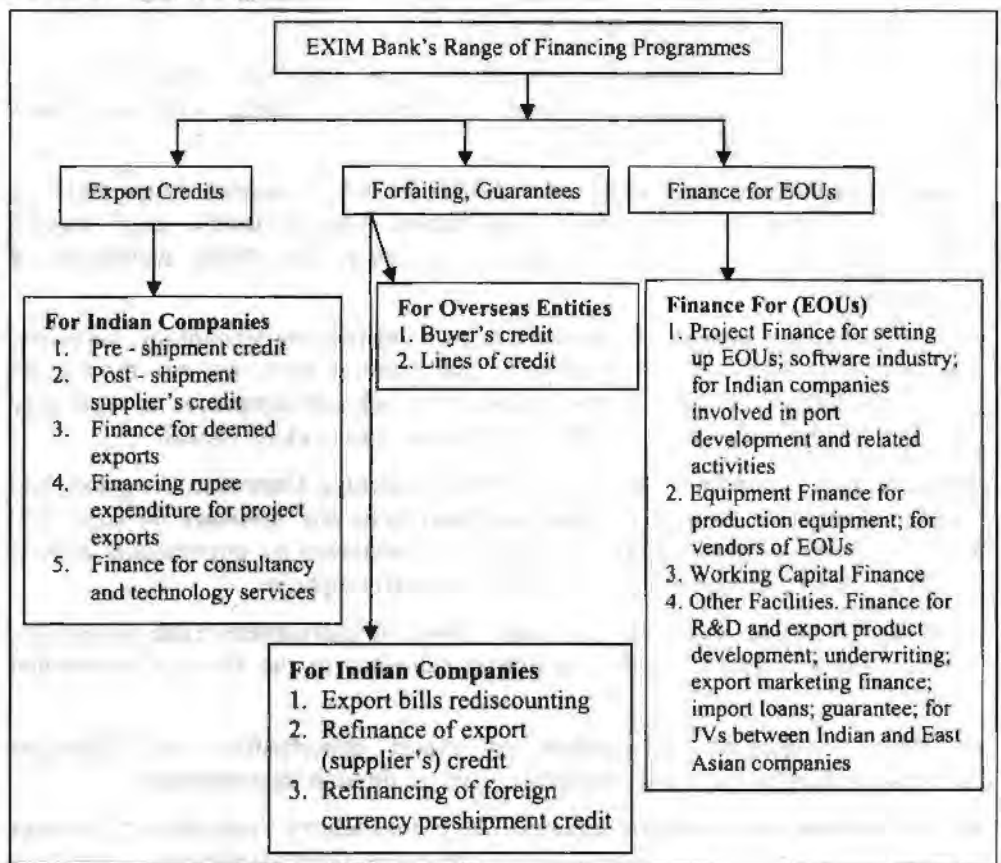 EXIM Bank's Range of Financing Programmes
Export Credits
Forfaiting, Guarantees
Finance for EOUs
For Indian Companies
1. Pre - shipment credit
2. Post - shipment
supplier's credit
3. Finance for deemed
exports
4. Financing rupee
expenditure for project
exports
5. Finance for consultancy
and technology services
For Overseas Entities
1. Buyer's credit
2. Lines of credit
For Indian Companies
1. Export bills rediscounting
2. Refinance of export
(supplier's) credit
3. Refinancing of foreign
currency preshipment credit
Finance For (EOUs)
1. Project Finance for setting
up EOUs; software industry;
for Indian companies
involved in port
development and related
activities
2. Equipment Finance for
production equipment; for
vendors of EOUs
3. Working Capital Finance
4. Other Facilities. Finance for
R&D and export product
development; underwriting;
export marketing finance;
import loans; guarantee; for
JVs between Indian and East
Asian companies